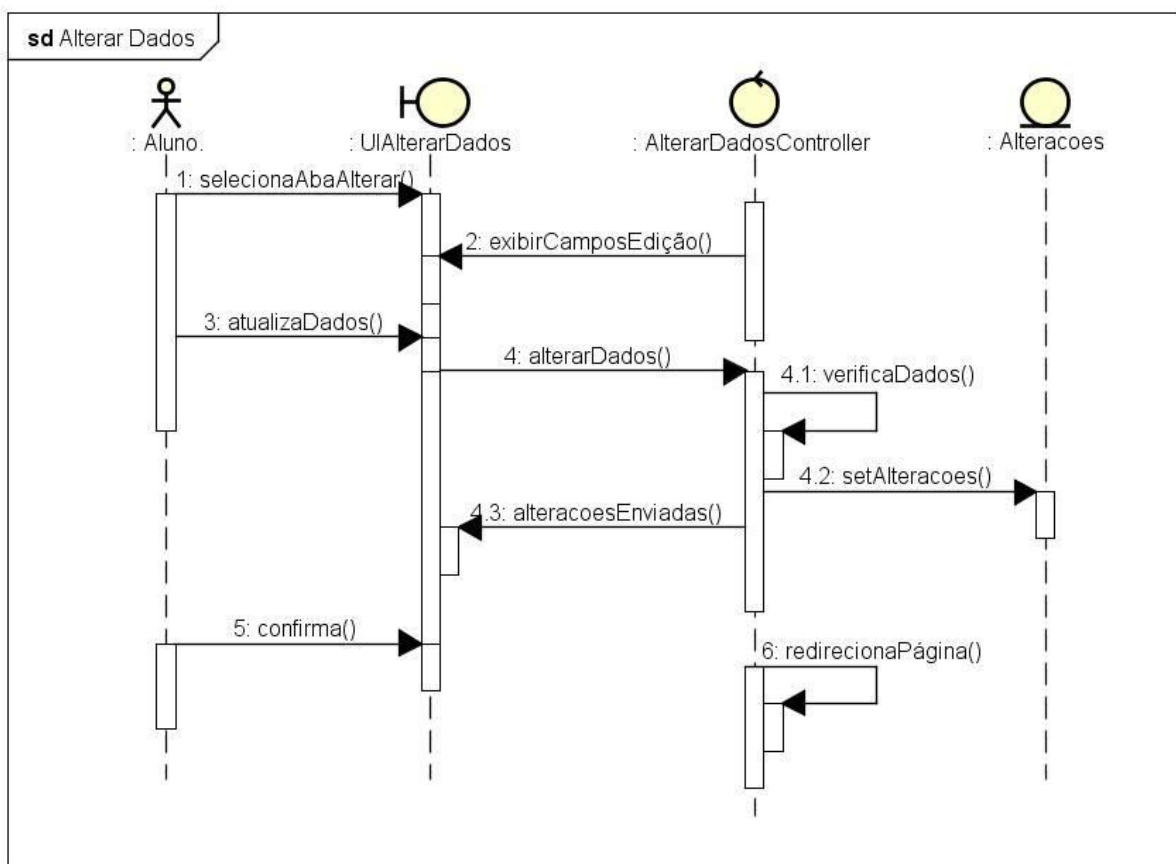 sd Alterar Dados
: Aluno.
: UIAlterarDados
: AlterarDadosController
: Alteracoes
1: selecionaAbaAlterar()
2: exibirCamposEdição()
3: atualizaDados()
4: alterarDados()
4.1: verificaDados()
4.2: setAlteracoes()
4.3: alteracoesEnviadas()
5: confirma()
6: redirecionaPágina()